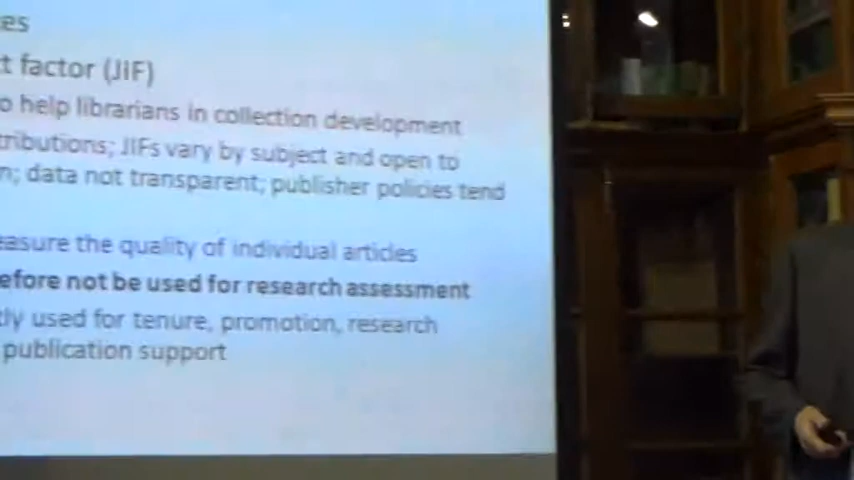 es
t factor (JIF)
o help librarians in collection development
tributions; JIFs vary by subject and open to
n; data not transparent; publisher policies tend
easure the quality of individual articles
efore not be used for research assessment
tly used for tenure, promotion, research
publication support